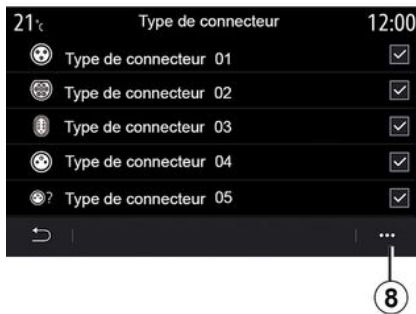 21°c Type de connecteur 12:00
Type de connecteur 01
Type de connecteur 02
Type de connecteur 03
Type de connecteur 04
? Type de connecteur 05
8